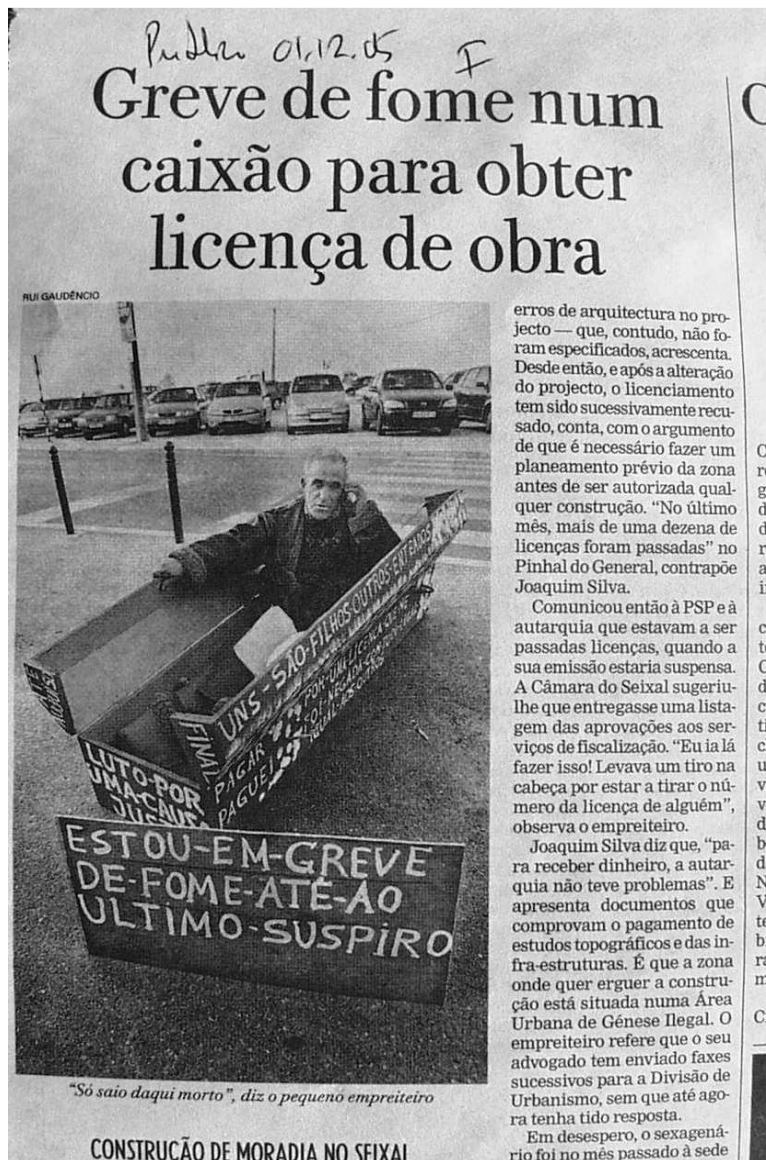 01.12.05
Greve de fome num
caixão para obter
licença de obra
RUI GAUDÊNCIO
UNS-SÃO-FILHOS-OUTROS-ENTEADOS
FINAL
PAGAR
PAGUEI
POR-UMA-LICENÇA-QUE-ME
LUTO-POR
UMA-CAUSA
ESTOU-EM-GREVE
DE-FOME-ATÉ-AO
ULTIMO-SUSPIRO
"Só saio daqui morto", diz o pequeno empreiteiro
CONSTRUÇÃO DE MORADIA NO SEIXAL
erros de arquitectura no pro-
jecto — que, contudo, não fo-
ram especificados, acrescenta.
Desde então, e após a alteração
do projecto, o licenciamento
tem sido sucessivamente recu-
sado, conta, com o argumento
de que é necessário fazer um
planeamento prévio da zona
antes de ser autorizada qual-
quer construção. "No último
mês, mais de uma dezena de
licenças foram passadas" no
Pinhal do General, contrapõe
Joaquim Silva.
Comunicou então à PSP e à
autarquia que estavam a ser
passadas licenças, quando a
sua emissão estaria suspensa.
A Câmara do Seixal sugeriu-
lhe que entregasse uma lista-
gem das aprovações aos ser-
viços de fiscalização. "Eu ia lá
fazer isso! Levava um tiro na
cabeça por estar a tirar o nú-
mero da licença de alguém",
observa o empreiteiro.
Joaquim Silva diz que, "pa-
ra receber dinheiro, a autar-
quia não teve problemas". E
apresenta documentos que
comprovam o pagamento de
estudos topográficos e das in-
fra-estruturas. É que a zona
onde quer erguer a constru-
ção está situada numa Área
Urbana de Génese Ilegal. O
empreiteiro refere que o seu
advogado tem enviado faxes
sucessivos para a Divisão de
Urbanismo, sem que até ago-
ra tenha tido resposta.
Em desespero, o sexagená-
rio foi no mês passado à sede